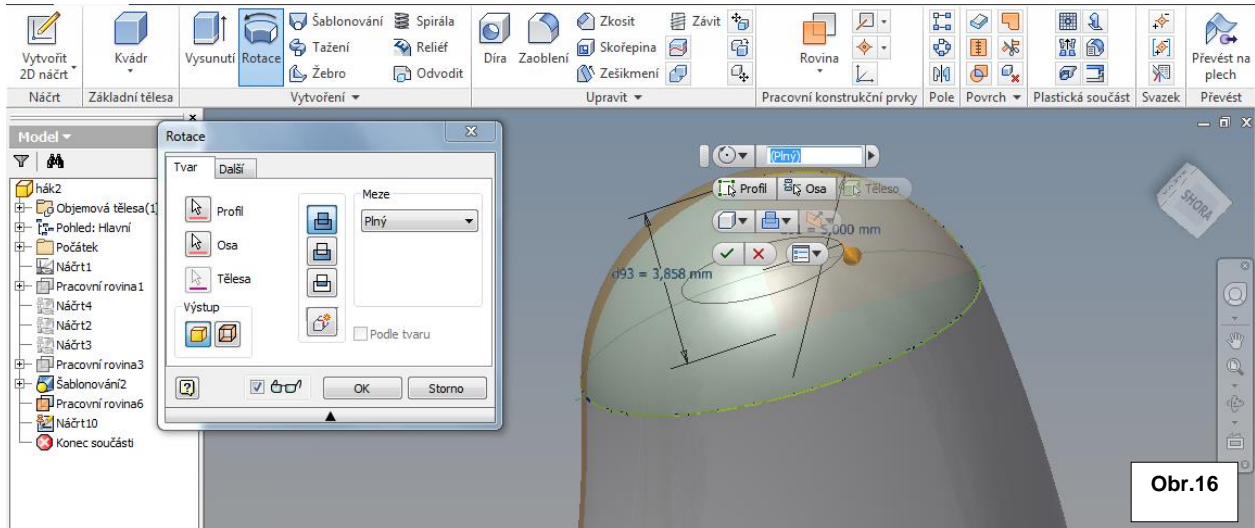 Vytvořit 2D náčrt
Kvádr
Vysunutí
Rotace
Šablonování
Spirála
Tažení
Reliéf
Žebro
Odvodit
Díra
Zaoblení
Zkosit
Závit
Skořepina
Zešikmení
Rovina
Převést na plech
Náčrt
Základní tělesa
Vytvoření
Upravit
Pracovní konstrukční prvky
Pole
Povrch
Plastická součást
Svazek
Převést
Model
hák2
Objemová tělesa(1
Pohled: Hlavní
Počátek
Náčrt1
Pracovní rovina1
Náčrt4
Náčrt2
Náčrt3
Pracovní rovina3
Šablonování2
Pracovní rovina6
Náčrt10
Konec součásti
Rotace
Tvar
Další
Profil
Osa
Tělesa
Výstup
Meze
Plný
Podle tvaru
OK
Storno
(Plný)
Profil
Osa
Těleso
= 5,000 mm
d93 = 3,858 mm
SHORA
Obr.16